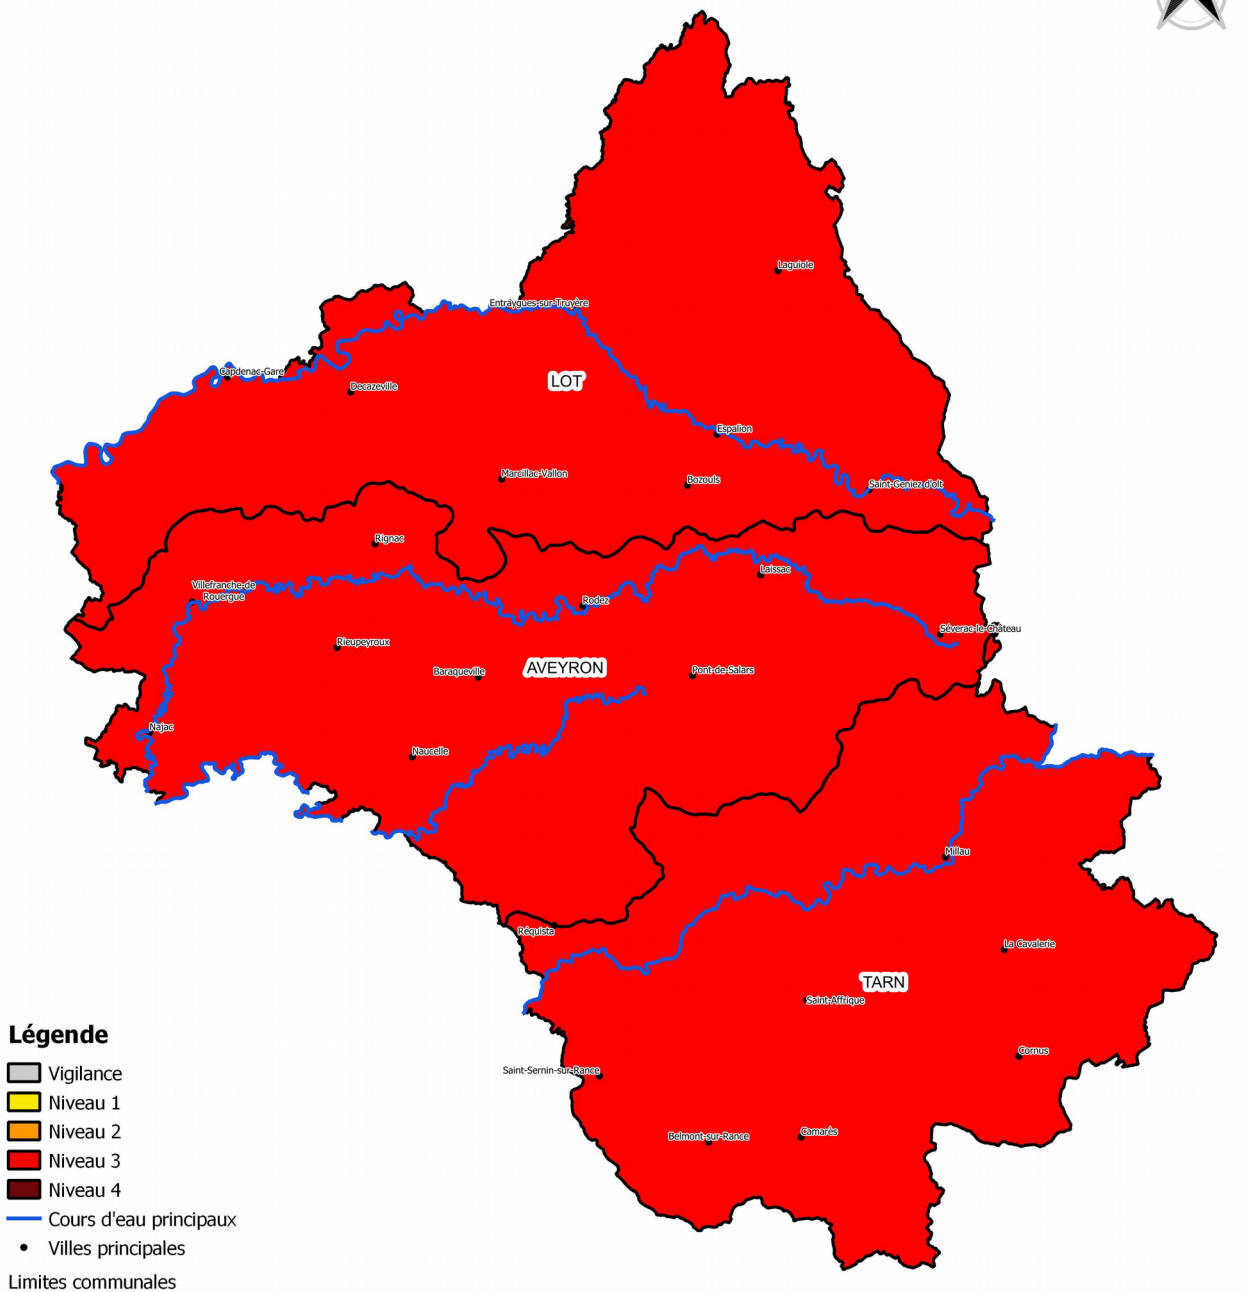 Laguiole
Entraygues-sur-Truyère
Capdenac-Gare
Decazeville
LOT
Espalion
Marcillac-Vallon
Bozouls
Saint-Geniez d'olt
Rignac
Laissac
Villefranche-de
Rouergue
Rodez
Séverac-le-Château
Rieupeyroux
Baraqueville
AVEYRON
Pont-de-Salars
Najac
Naucelle
Millau
Réquista
La Cavalerie
TARN
Saint-Affrique
Cornus
Saint-Sernin-sur-Rance
Belmont-sur-Rance
Camarès
Légende
Vigilance
Niveau 1
Niveau 2
Niveau 3
Niveau 4
Cours d'eau principaux
Villes principales
Limites communales